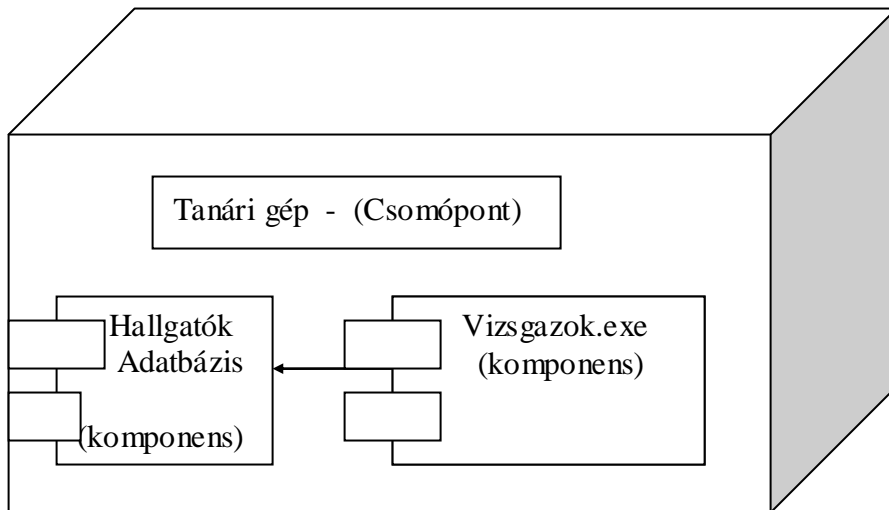 Tanári gép - (Csomópont)
Hallgatók
Adatbázis
(komponens)
Vizsgazok.exe
(komponens)